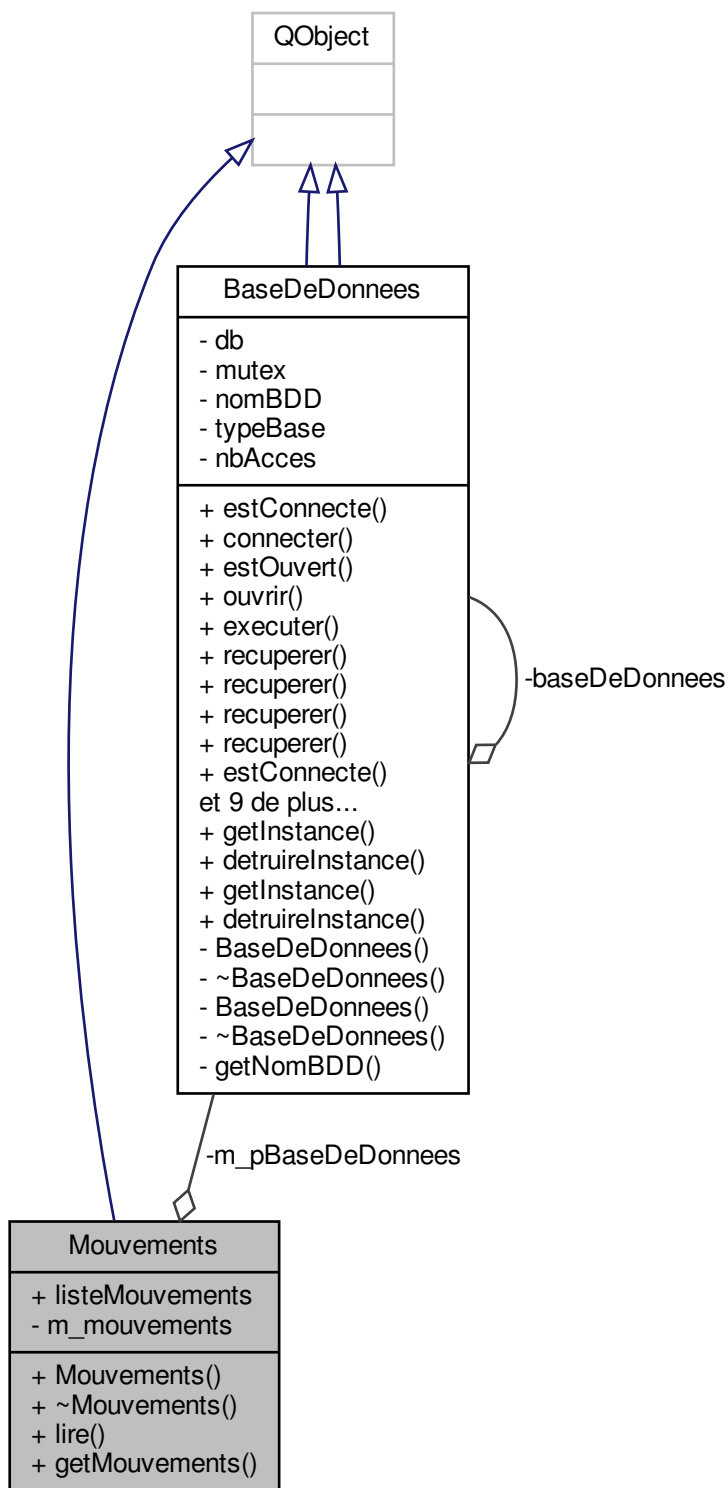 QObject
BaseDeDonnees
- db
- mutex
- nomBDD
- typeBase
- nbAcces
+ estConnecte()
+ connecter()
+ estOuvert()
+ ouvrir()
+ executer()
+ recuperer()
+ recuperer()
+ recuperer()
+ recuperer()
+ estConnecte()
et 9 de plus...
+ getInstance()
+ detruireInstance()
+ getInstance()
+ detruireInstance()
- BaseDeDonnees()
- ~BaseDeDonnees()
- BaseDeDonnees()
- ~BaseDeDonnees()
- getNomBDD()
-baseDeDonnees
-m_pBaseDeDonnees
Mouvements
+ listeMouvements
- m_mouvements
+ Mouvements()
+ ~Mouvements()
+ lire()
+ getMouvements()